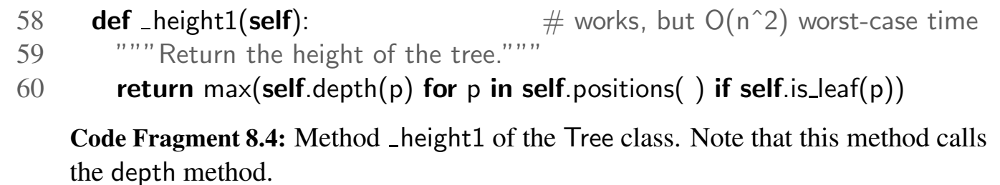 58 def _height1(self): # works, but O(nˆ2) worst-case time
59 """Return the height of the tree."""
60 return max(self.depth(p) for p in self.positions( ) if self.is_leaf(p))
Code Fragment 8.4: Method _height1 of the Tree class. Note that this method calls
the depth method.